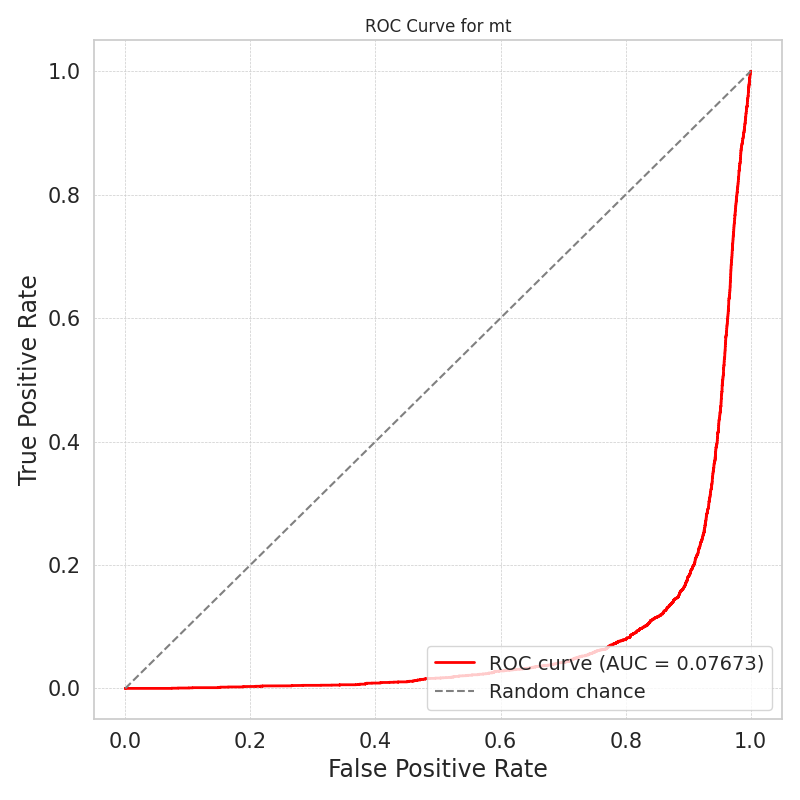 ROC Curve for mt
True Positive Rate
1.0
0.8
0.6
0.4
0.2
0.0
ROC curve (AUC = 0.07673)
Random chance
0.0 0.2 0.4 0.6 0.8 1.0
False Positive Rate